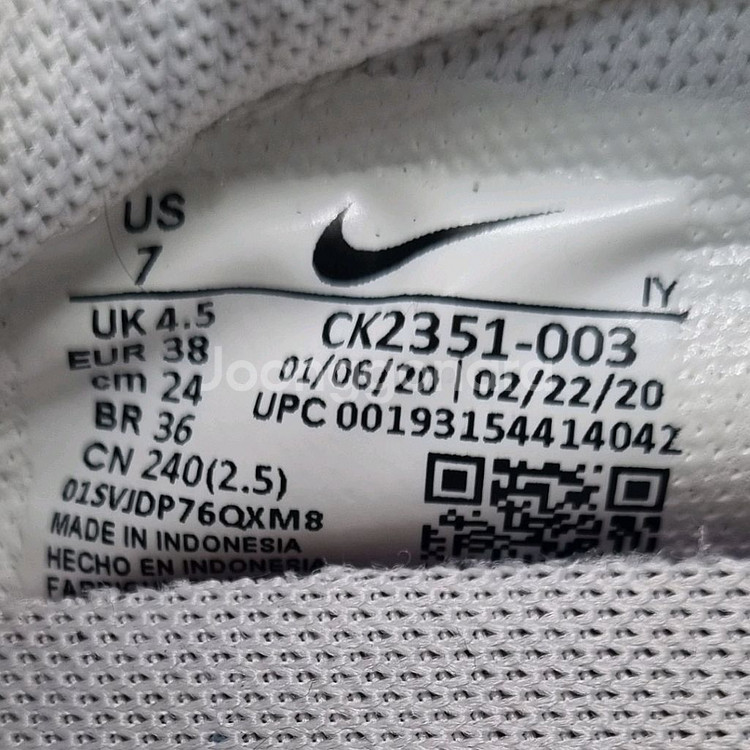 US
7
IY
UK 4.5
EUR 38
cm 24
BR 36
CN 240(2.5)
01SVJDP76QXM8
MADE IN INDONESIA
HECHO EN INDONESIA
CK2351-003
01/06/20 | 02/22/20
UPC 00193154414042
Joonggonara